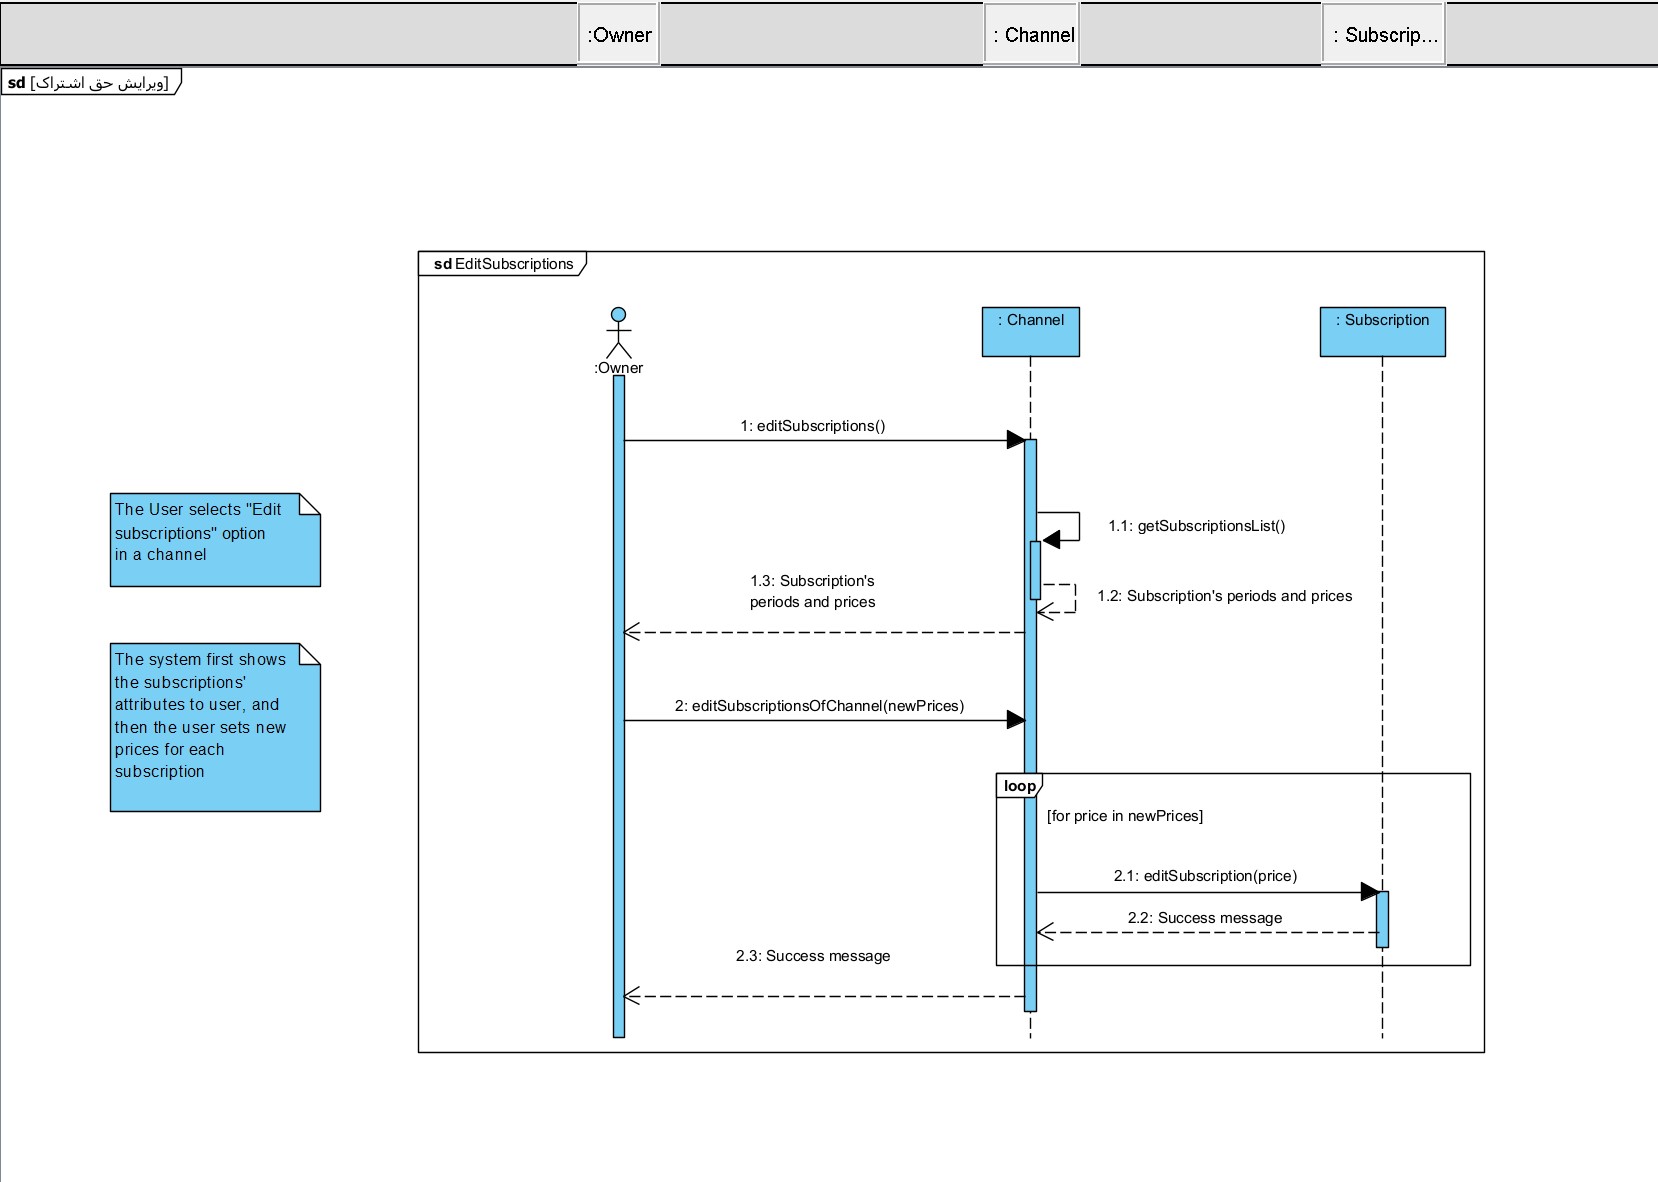 :Owner
: Channel
: Subscrip...
sd [ویرایش حق اشتراک]
sd EditSubscriptions
:Owner
: Channel
: Subscription
1: editSubscriptions()
The User selects "Edit
subscriptions" option
in a channel
1.1: getSubscriptionsList()
1.3: Subscription's
periods and prices
1.2: Subscription's periods and prices
The system first shows
the subscriptions'
attributes to user, and
then the user sets new
prices for each
subscription
2: editSubscriptionsOfChannel(newPrices)
loop
[for price in newPrices]
2.1: editSubscription(price)
2.2: Success message
2.3: Success message